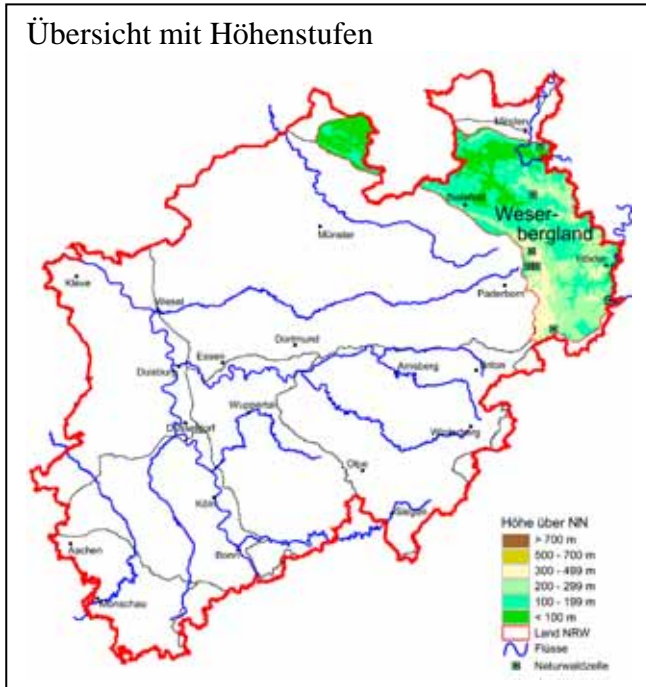 Übersicht mit Höhenstufen
Minden
Bielefeld
Weser-
bergland
Höxter
Münster
Kleve
Wesel
Paderborn
Dortmund
Essen
Duisburg
Arnsberg
Brilon
Wuppertal
Düsseldorf
Winterberg
Olpe
Köln
Siegen
Aachen
Bonn
Monschau
Höhe über NN
> 700 m
500 - 700 m
300 - 499 m
200 - 299 m
100 - 199 m
< 100 m
Land NRW
Flüsse
Naturwaldzelle